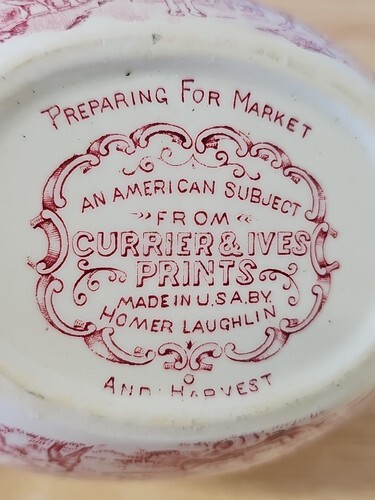 PREPARING FOR MARKET
AN AMERICAN SUBJECT
FROM
CURRIER & IVES
PRINTS
MADE IN U.S.A. BY
HOMER LAUGHLIN
AND HARVEST